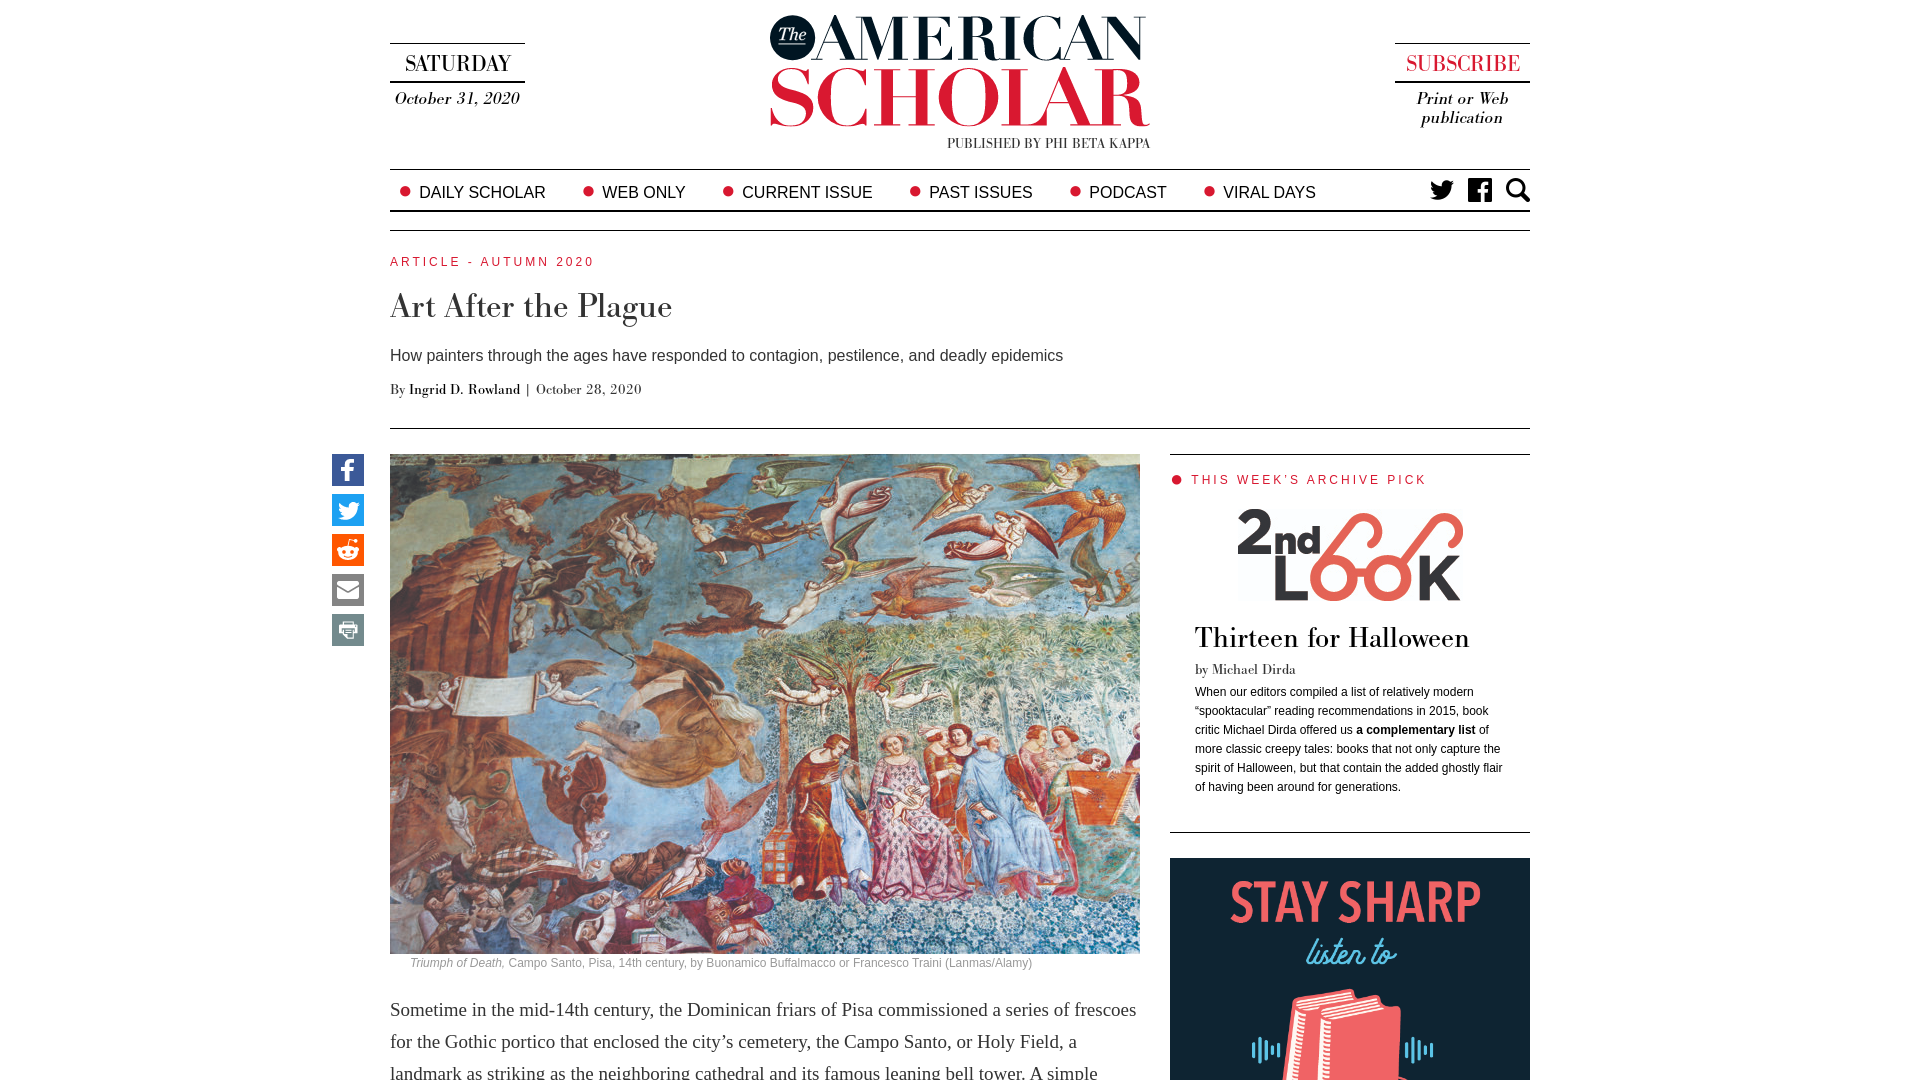 SATURDAY
October 31, 2020
The AMERICAN
SCHOLAR
PUBLISHED BY PHI BETA KAPPA
SUBSCRIBE
Print or Web
publication
DAILY SCHOLAR
WEB ONLY
CURRENT ISSUE
PAST ISSUES
PODCAST
VIRAL DAYS
ARTICLE - AUTUMN 2020
Art After the Plague
How painters through the ages have responded to contagion, pestilence, and deadly epidemics
By Ingrid D. Rowland | October 28, 2020
Triumph of Death, Campo Santo, Pisa, 14th century, by Buonamico Buffalmacco or Francesco Traini (Lanmas/Alamy)
Sometime in the mid-14th century, the Dominican friars of Pisa commissioned a series of frescoes
for the Gothic portico that enclosed the city’s cemetery, the Campo Santo, or Holy Field, a
landmark as striking as the neighboring cathedral and its famous leaning bell tower. A simple
THIS WEEK’S ARCHIVE PICK
2nd
LOOK
Thirteen for Halloween
by Michael Dirda
When our editors compiled a list of relatively modern
“spooktacular” reading recommendations in 2015, book
critic Michael Dirda offered us a complementary list of
more classic creepy tales: books that not only capture the
spirit of Halloween, but that contain the added ghostly flair
of having been around for generations.
STAY SHARP
listen to